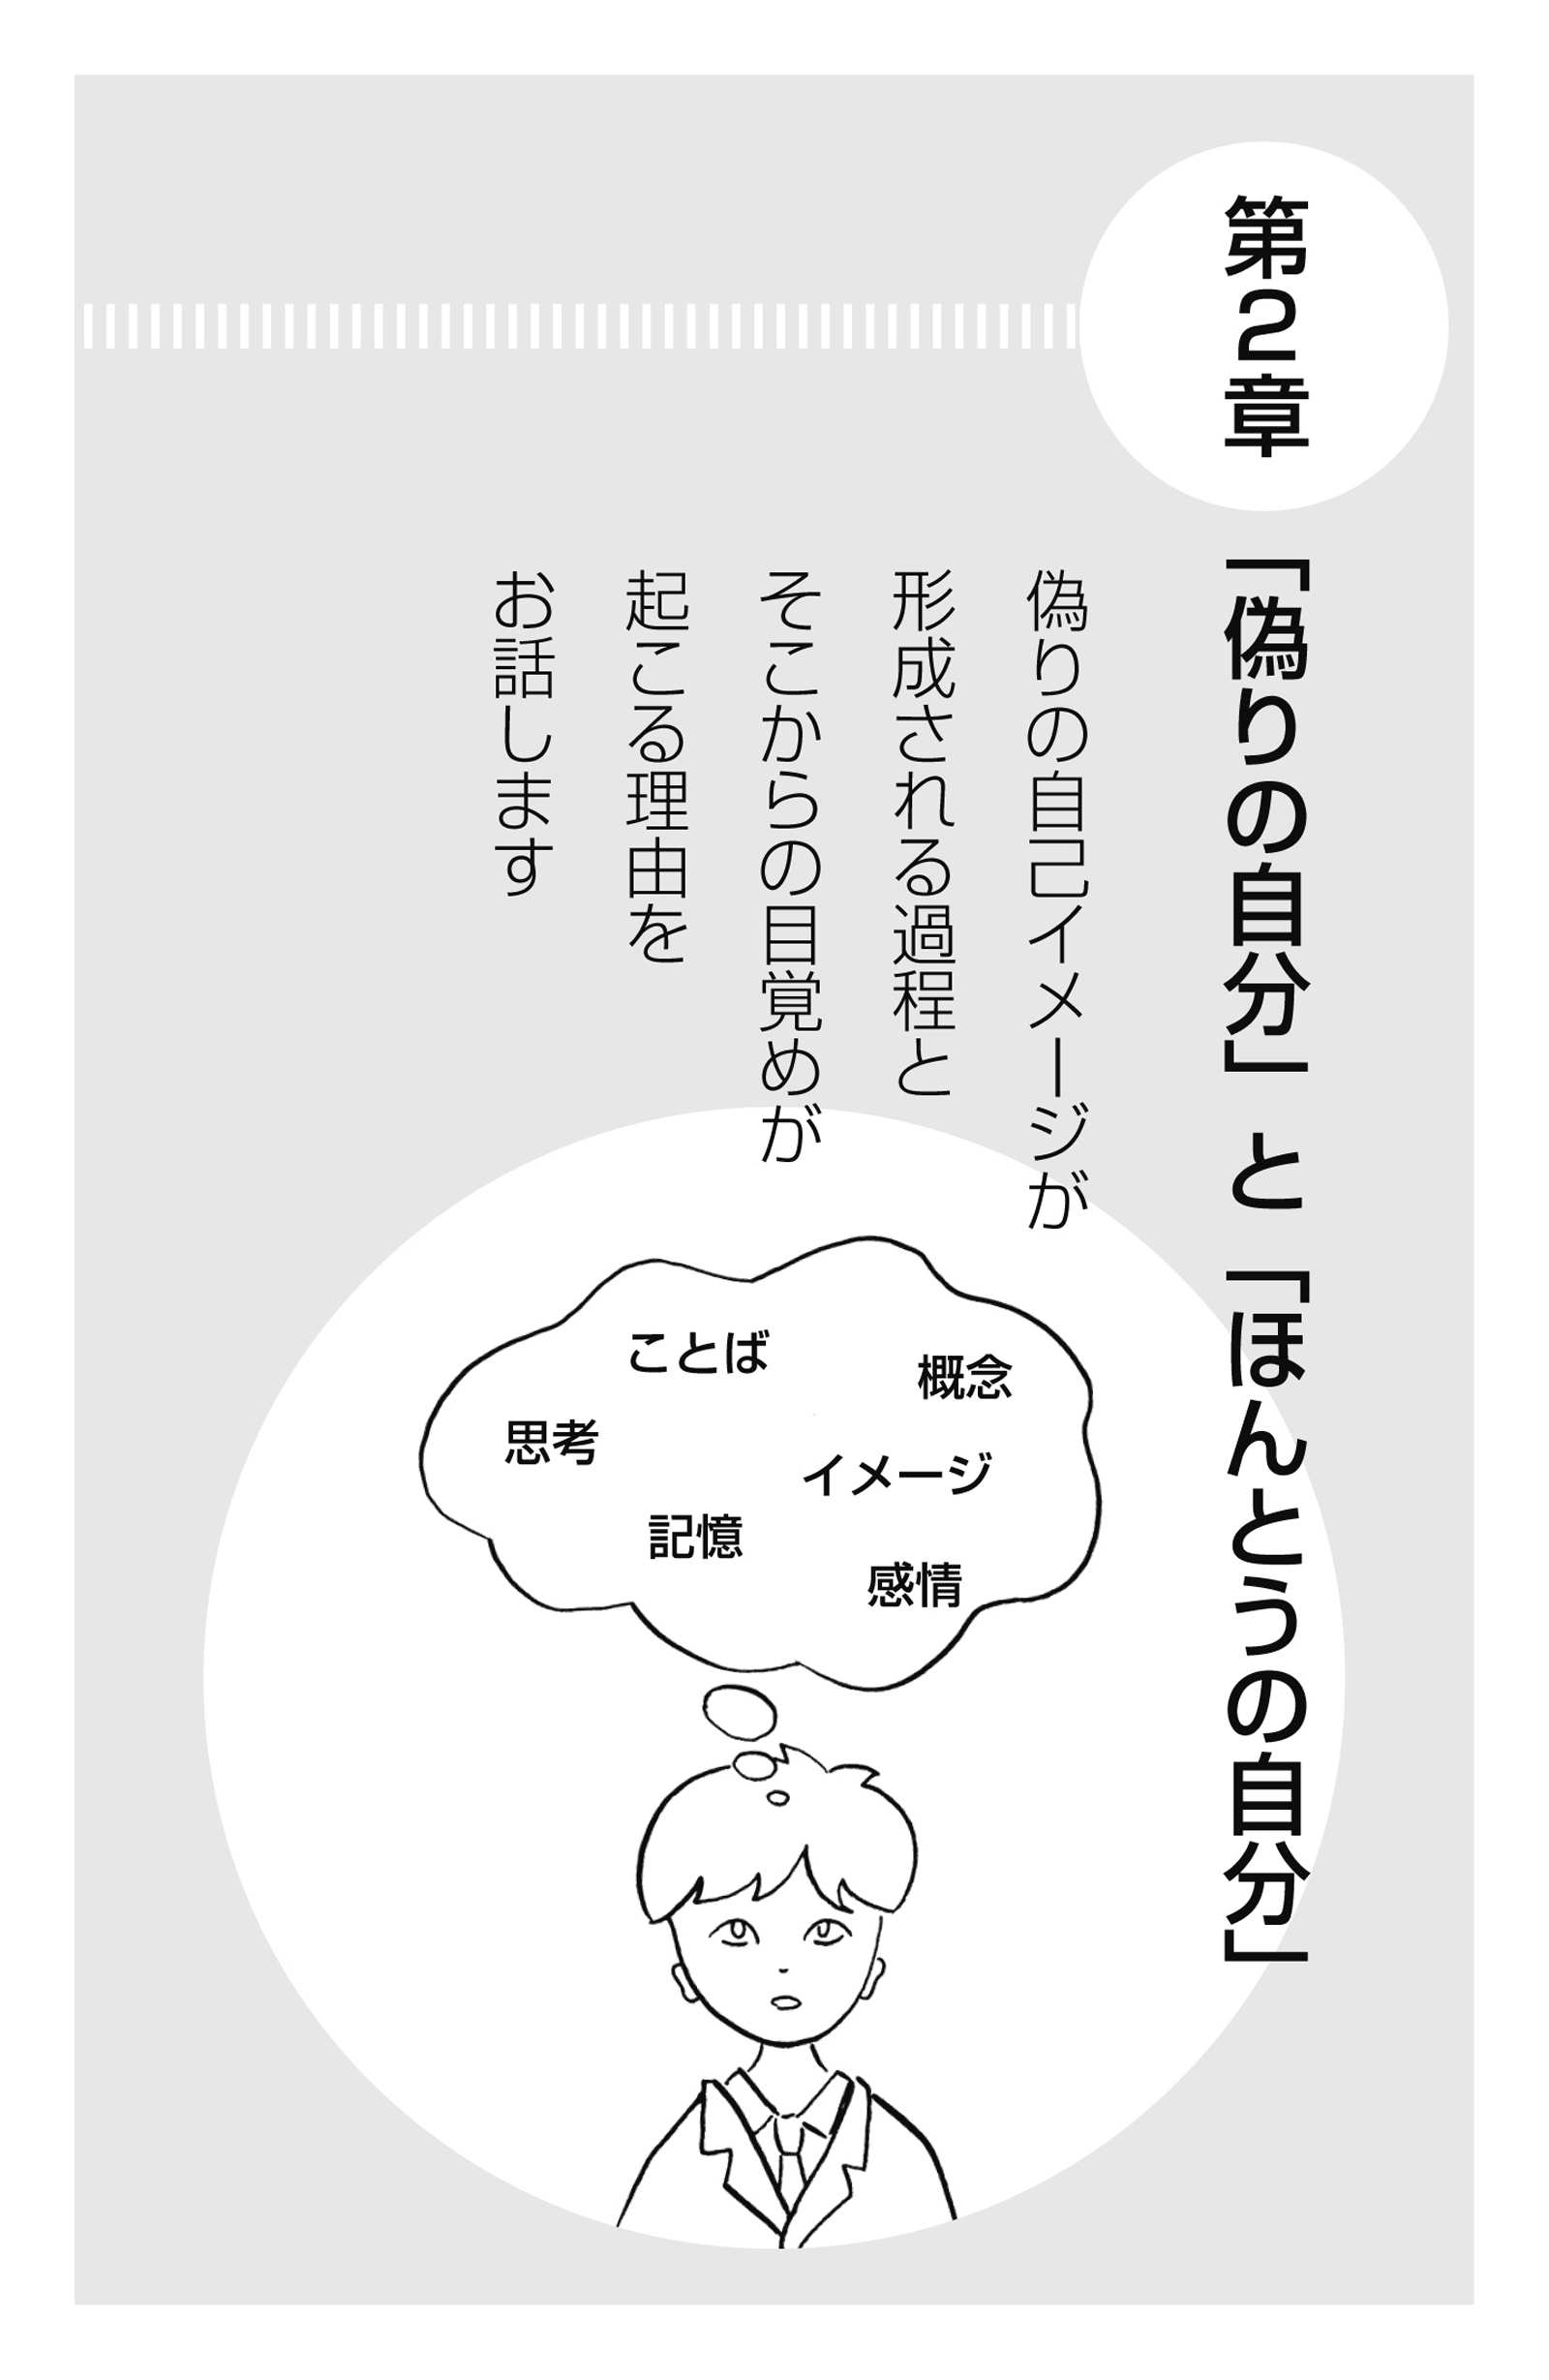 第2章
「偽りの自分」と「ほんとうの自分」
偽りの自己イメージが
形成される過程と
そこからの目覚めが
起こる理由を
お話します
ことば
概念
思考
イメージ
記憶
感情